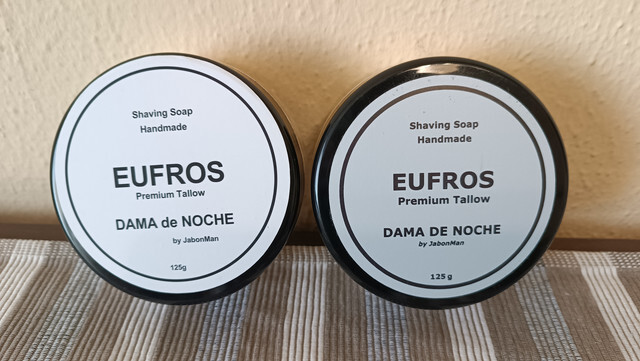 Shaving Soap
Handmade
EUFROS
Premium Tallow
DAMA de NOCHE
by JabonMan
125g
Shaving Soap
Handmade
EUFROS
Premium Tallow
DAMA DE NOCHE
by JabonMan
125 g